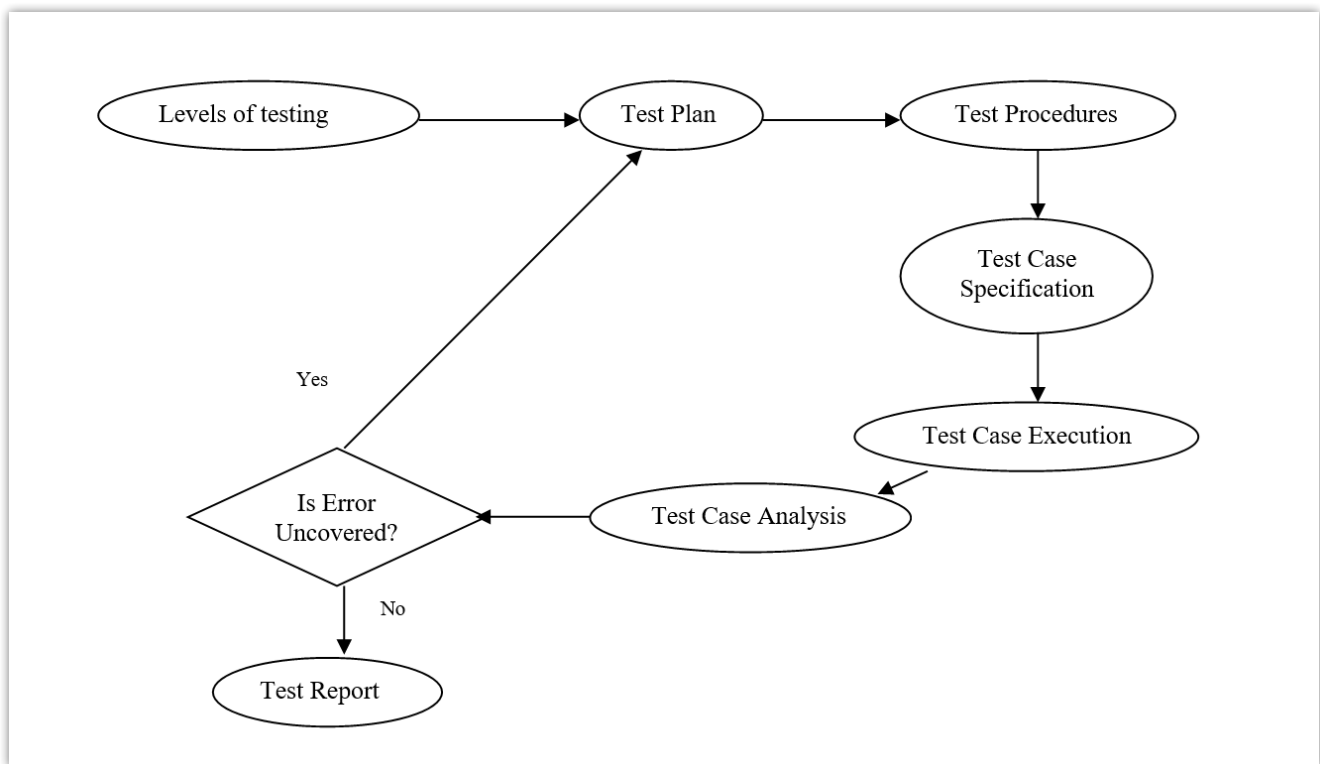 Levels of testing
Test Plan
Test Procedures
Test Case
Specification
Test Case Execution
Test Case Analysis
Is Error
Uncovered?
Yes
No
Test Report